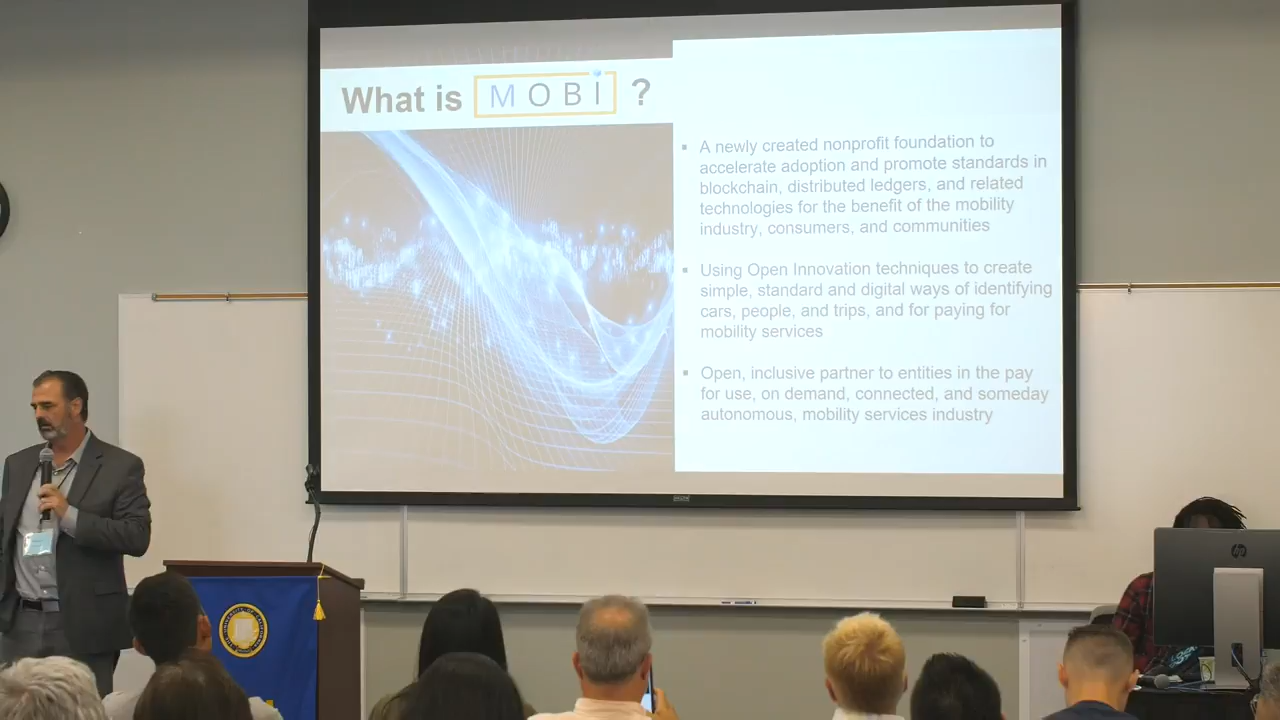 What is MOBI ?
▪ A newly created nonprofit foundation to
accelerate adoption and promote standards in
blockchain, distributed ledgers, and related
technologies for the benefit of the mobility
industry, consumers, and communities
▪ Using Open Innovation techniques to create
simple, standard and digital ways of identifying
cars, people, and trips, and for paying for
mobility services
▪ Open, inclusive partner to entities in the pay
for use, on demand, connected, and someday
autonomous, mobility services industry
hp